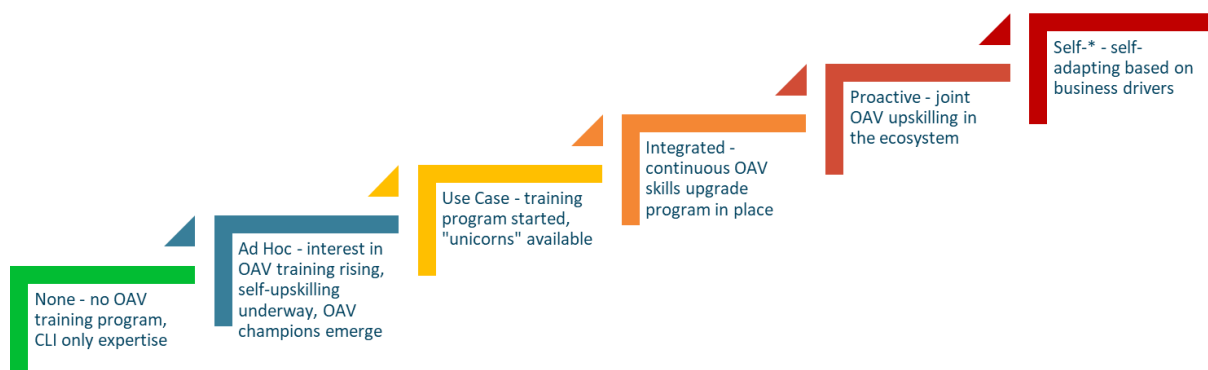 None - no OAV
training program,
CLI only expertise
Ad Hoc - interest in
OAV training rising,
self-upskilling
underway, OAV
champions emerge
Use Case - training
program started,
"unicorns" available
Integrated -
continuous OAV
skills upgrade
program in place
Proactive - joint
OAV upskilling in
the ecosystem
Self-* - self-
adapting based on
business drivers